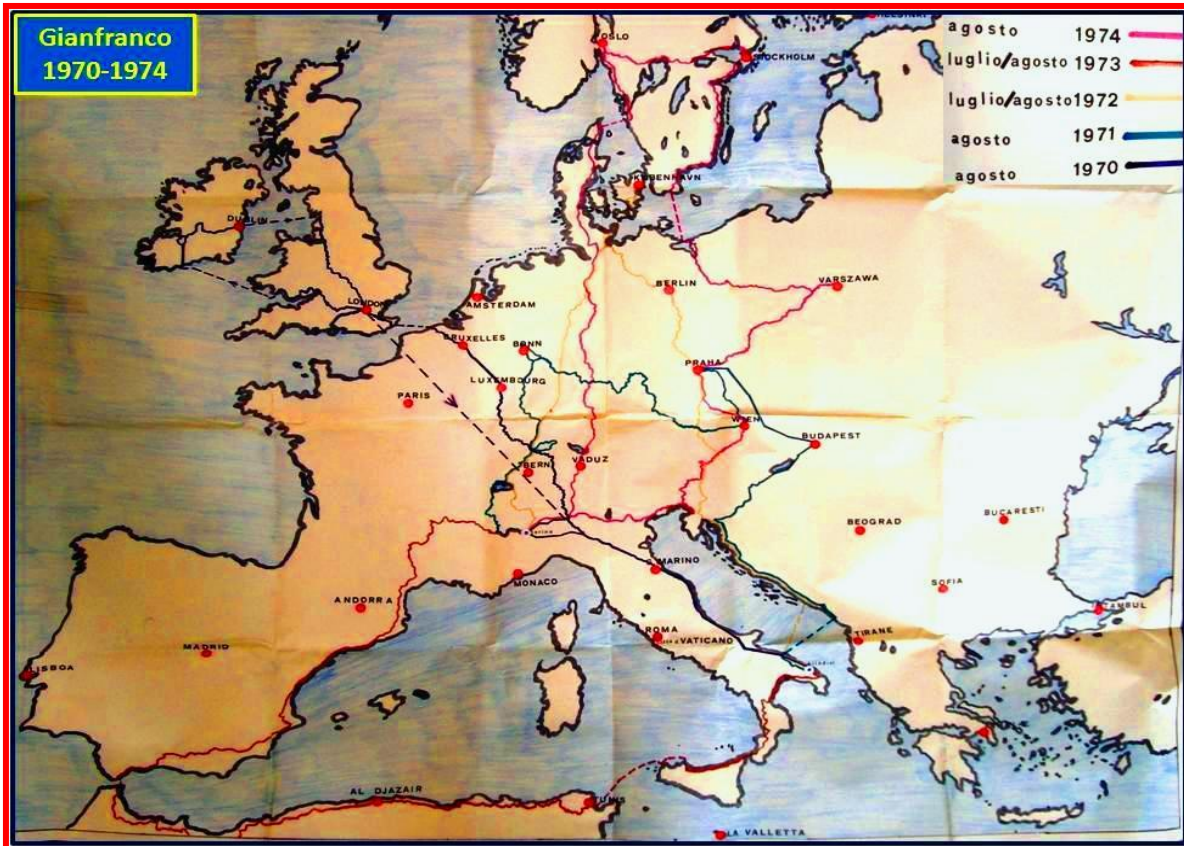 Gianfranco
1970-1974
agosto 1974
luglio/agosto 1973
luglio/agosto 1972
agosto 1971
agosto 1970
OSLO
STOCKHOLM
KØBENHAVN
DUBLIN
LONDON
AMSTERDAM
BERLIN
VARSZAWA
BRUXELLES
BONN
LUXEMBOURG
PRAHA
PARIS
WIEN
BUDAPEST
BERN
VADUZ
BEOGRAD
BUCARESTI
MONACO
S.MARINO
SOFIA
ANDORRA
ROMA
VATICANO
TIRANE
MADRID
LISBOA
AL DJAZAIR
TUNIS
LA VALLETTA